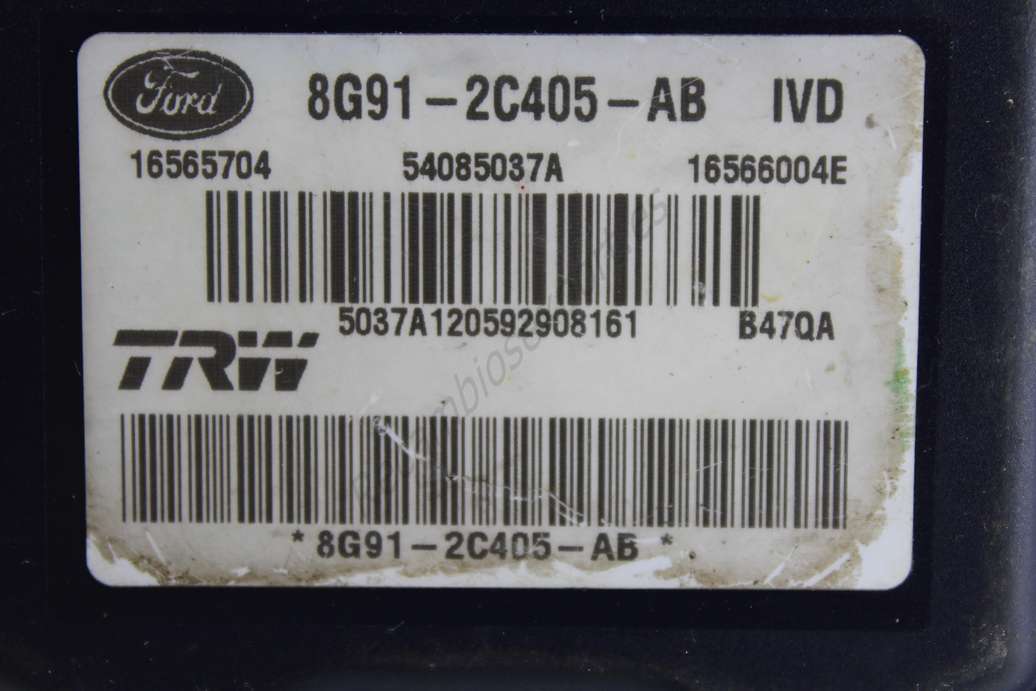 Ford 8G91-2C405-AB IVD
16565704 54085037A 16566004E
5037A120592908161 B47QA
TRW
*8G91-2C405-AB*